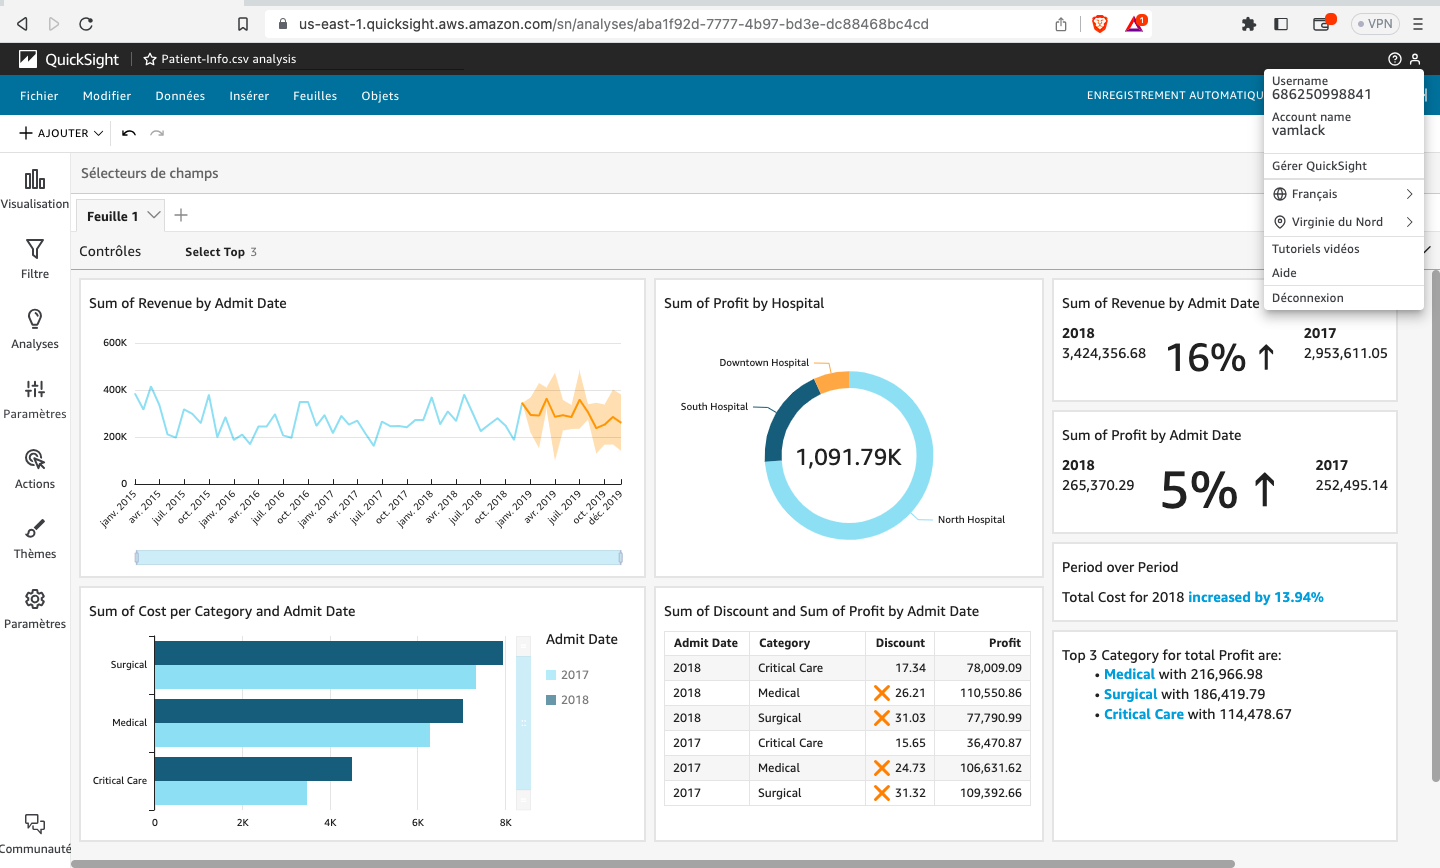 us-east-1.quicksight.aws.amazon.com/sn/analyses/aba1f92d-7777-4b97-bd3e-dc88468bc4cd
1
VPN
QuickSight
Patient-Info.csv analysis
Fichier
Modifier
Données
Insérer
Feuilles
Objets
ENREGISTREMENT AUTOMATIQU
Username
686250998841
Account name
vamlack
Gérer QuickSight
Français
Virginie du Nord
Tutoriels vidéos
Aide
Déconnexion
AJOUTER
Visualisation
Filtre
Analyses
Paramètres
Actions
Thèmes
Paramètres
Communauté
Sélecteurs de champs
Feuille 1
Contrôles
Select Top 3
Sum of Revenue by Admit Date
600K
400K
200K
0
janv. 2015
avr. 2015
juil. 2015
oct. 2015
janv. 2016
avr. 2016
juil. 2016
oct. 2016
janv. 2017
avr. 2017
juil. 2017
oct. 2017
janv. 2018
avr. 2018
juil. 2018
oct. 2018
janv. 2019
avr. 2019
juil. 2019
oct. 2019
déc. 2019
Sum of Profit by Hospital
Downtown Hospital
South Hospital
1,091.79K
North Hospital
Sum of Revenue by Admit Date
2018
3,424,356.68
16%
2017
2,953,611.05
Sum of Profit by Admit Date
2018
265,370.29
5%
2017
252,495.14
Period over Period
Total Cost for 2018 increased by 13.94%
Sum of Cost per Category and Admit Date
Surgical
Medical
Critical Care
0 2K 4K 6K 8K
Admit Date
2017
2018
Sum of Discount and Sum of Profit by Admit Date
Admit Date Category Discount Profit
2018 Critical Care 17.34 78,009.09
2018 Medical 26.21 110,550.86
2018 Surgical 31.03 77,790.99
2017 Critical Care 15.65 36,470.87
2017 Medical 24.73 106,631.62
2017 Surgical 31.32 109,392.66
Top 3 Category for total Profit are:
• Medical with 216,966.98
• Surgical with 186,419.79
• Critical Care with 114,478.67